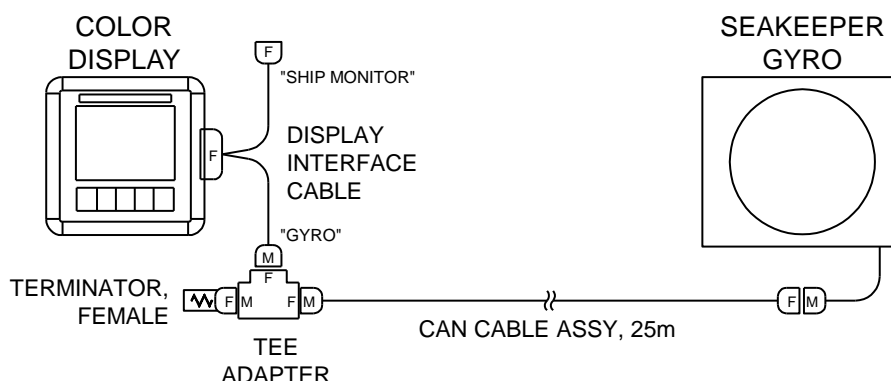 COLOR
DISPLAY
SEAKEEPER
GYRO
F
"SHIP MONITOR"
F
DISPLAY
INTERFACE
CABLE
"GYRO"
M
F
TERMINATOR,
FEMALE
F M F M
F M
CAN CABLE ASSY, 25m
TEE
ADAPTER